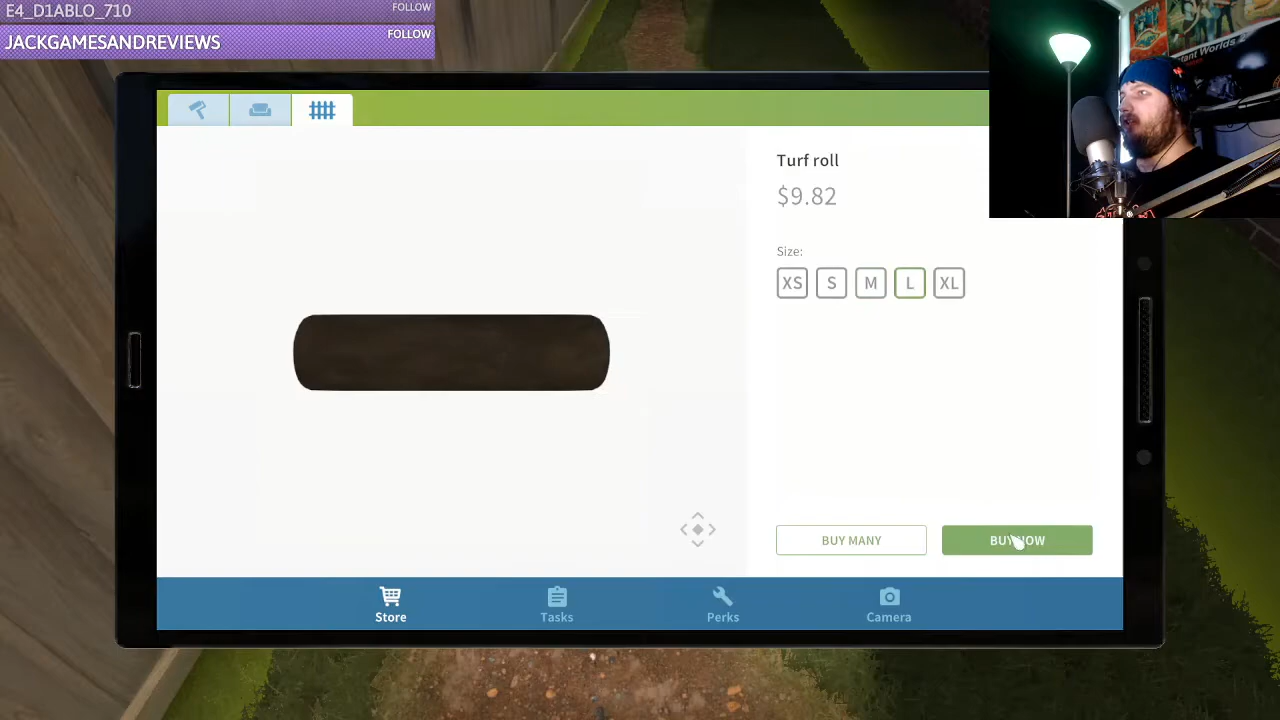 E4_D1ABLO_710
FOLLOW
JACKGAMESANDREVIEWS
FOLLOW
Turf roll
$9.82
Size:
XS S M L XL
BUY MANY
BUY NOW
Store
Tasks
Perks
Camera